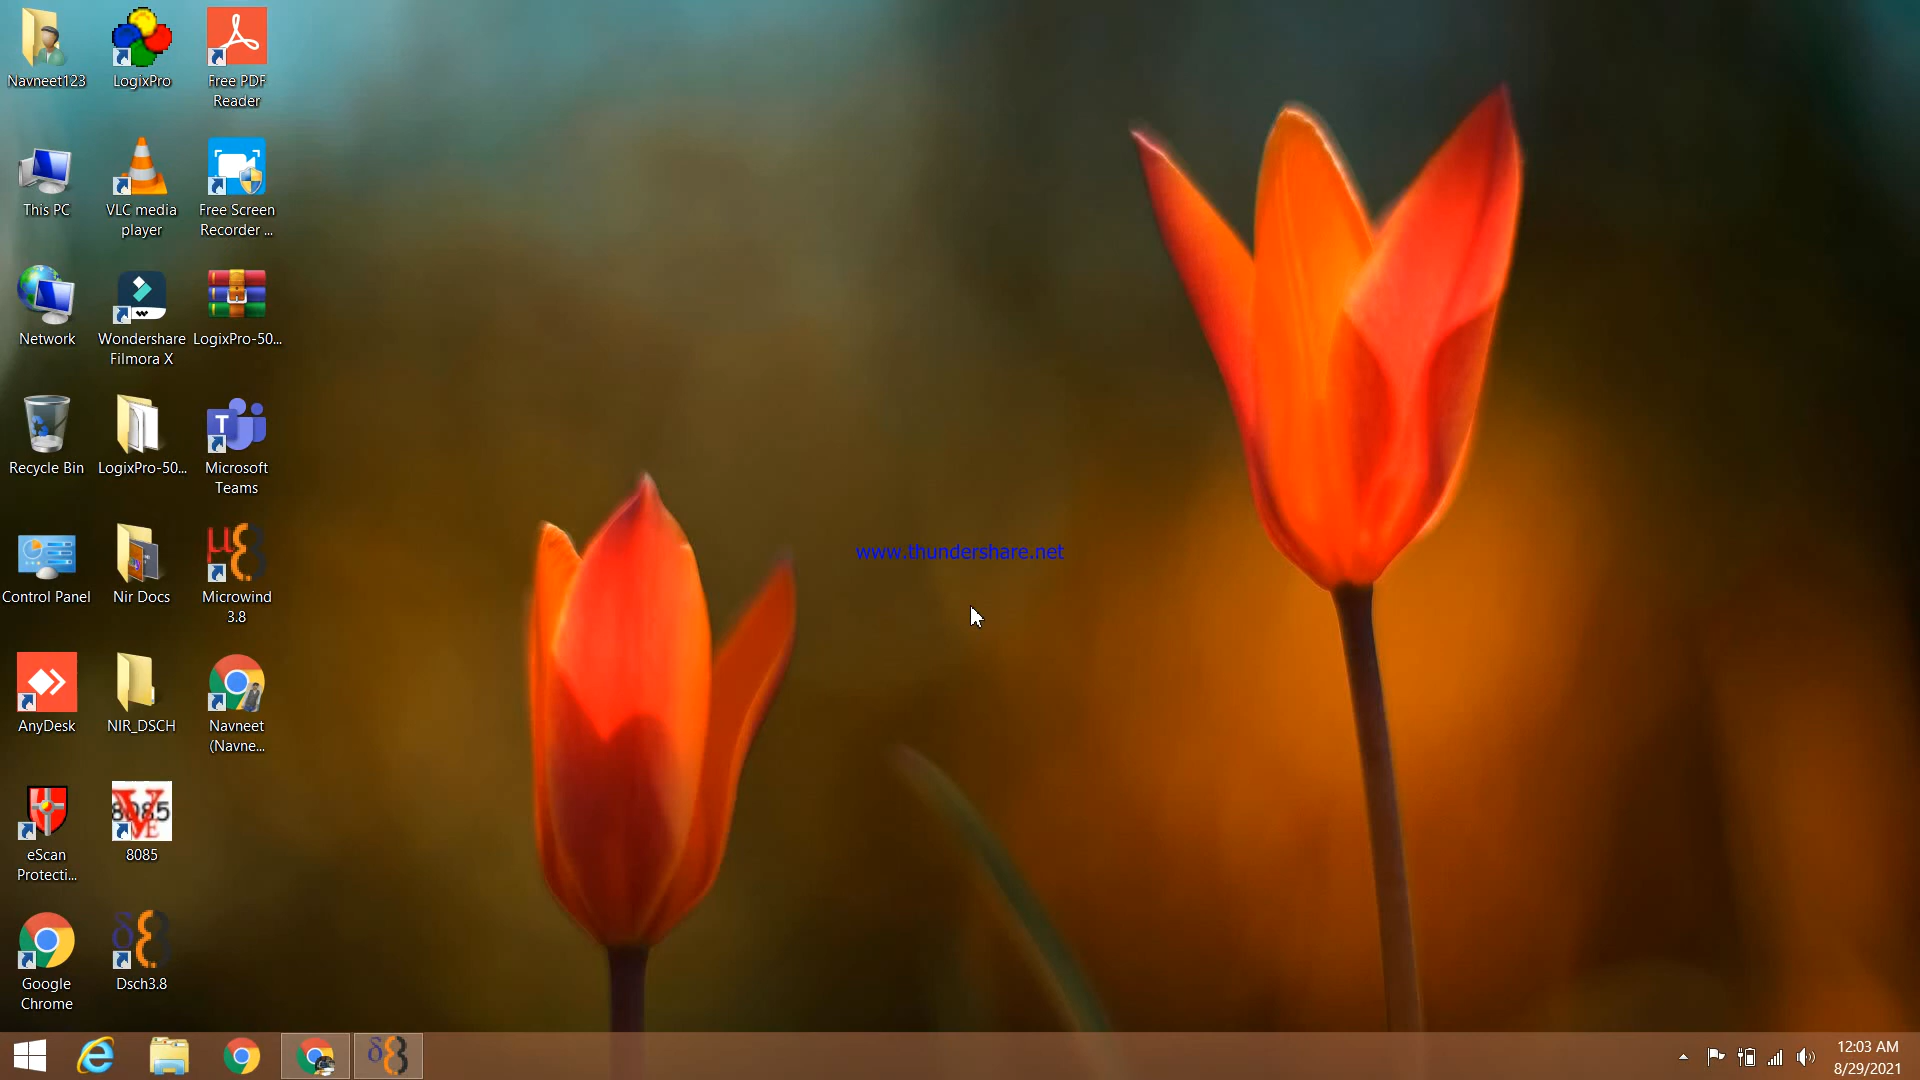 Navneet123
LogixPro
Free PDF
Reader
This PC
VLC media
player
Free Screen
Recorder ...
Network
Wondershare
Filmora X
LogixPro-50...
Recycle Bin
LogixPro-50...
Microsoft
Teams
Control Panel
Nir Docs
Microwind
3.8
AnyDesk
NIR_DSCH
Navneet
(Navne...
eScan
Protecti...
8085
8085
Google
Chrome
Dsch3.8
www.thundershare.net
12:03 AM
8/29/2021